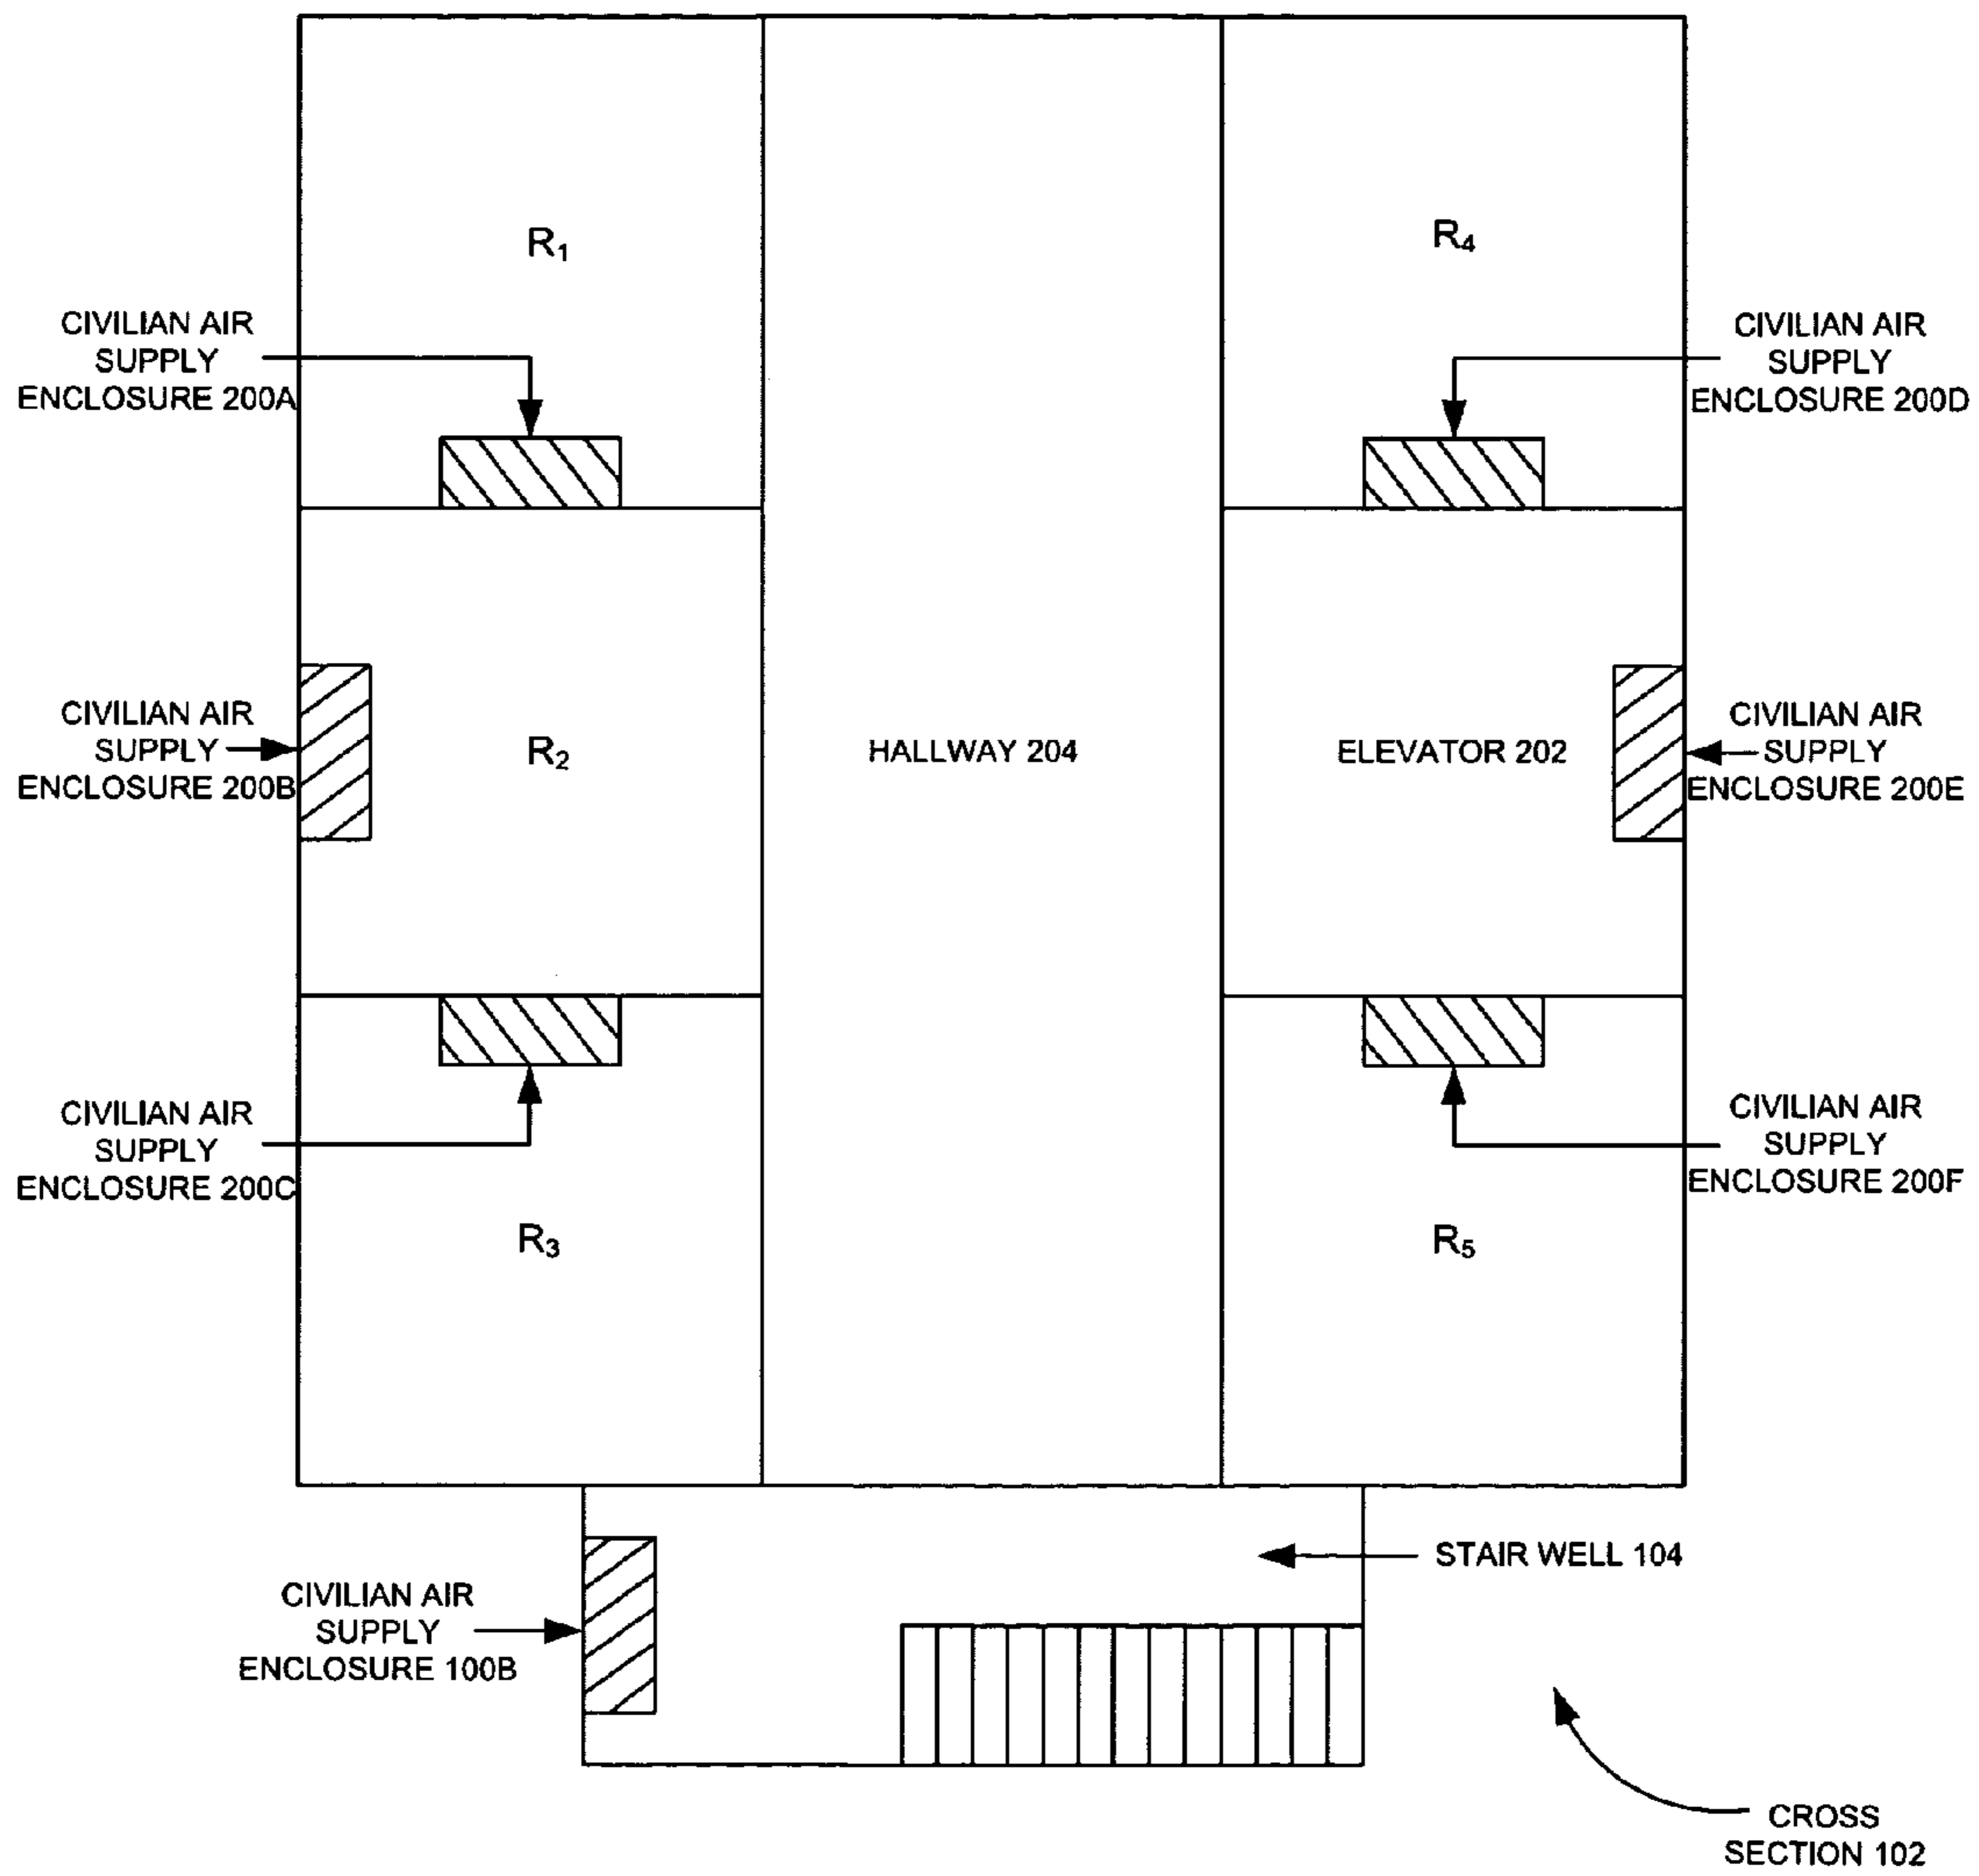 R1
R4
CIVILIAN AIR
SUPPLY
ENCLOSURE 200A
CIVILIAN AIR
SUPPLY
ENCLOSURE 200D
CIVILIAN AIR
SUPPLY
ENCLOSURE 200B
R2
HALLWAY 204
ELEVATOR 202
CIVILIAN AIR
SUPPLY
ENCLOSURE 200E
CIVILIAN AIR
SUPPLY
ENCLOSURE 200C
CIVILIAN AIR
SUPPLY
ENCLOSURE 200F
R3
R5
STAIR WELL 104
CIVILIAN AIR
SUPPLY
ENCLOSURE 100B
CROSS
SECTION 102